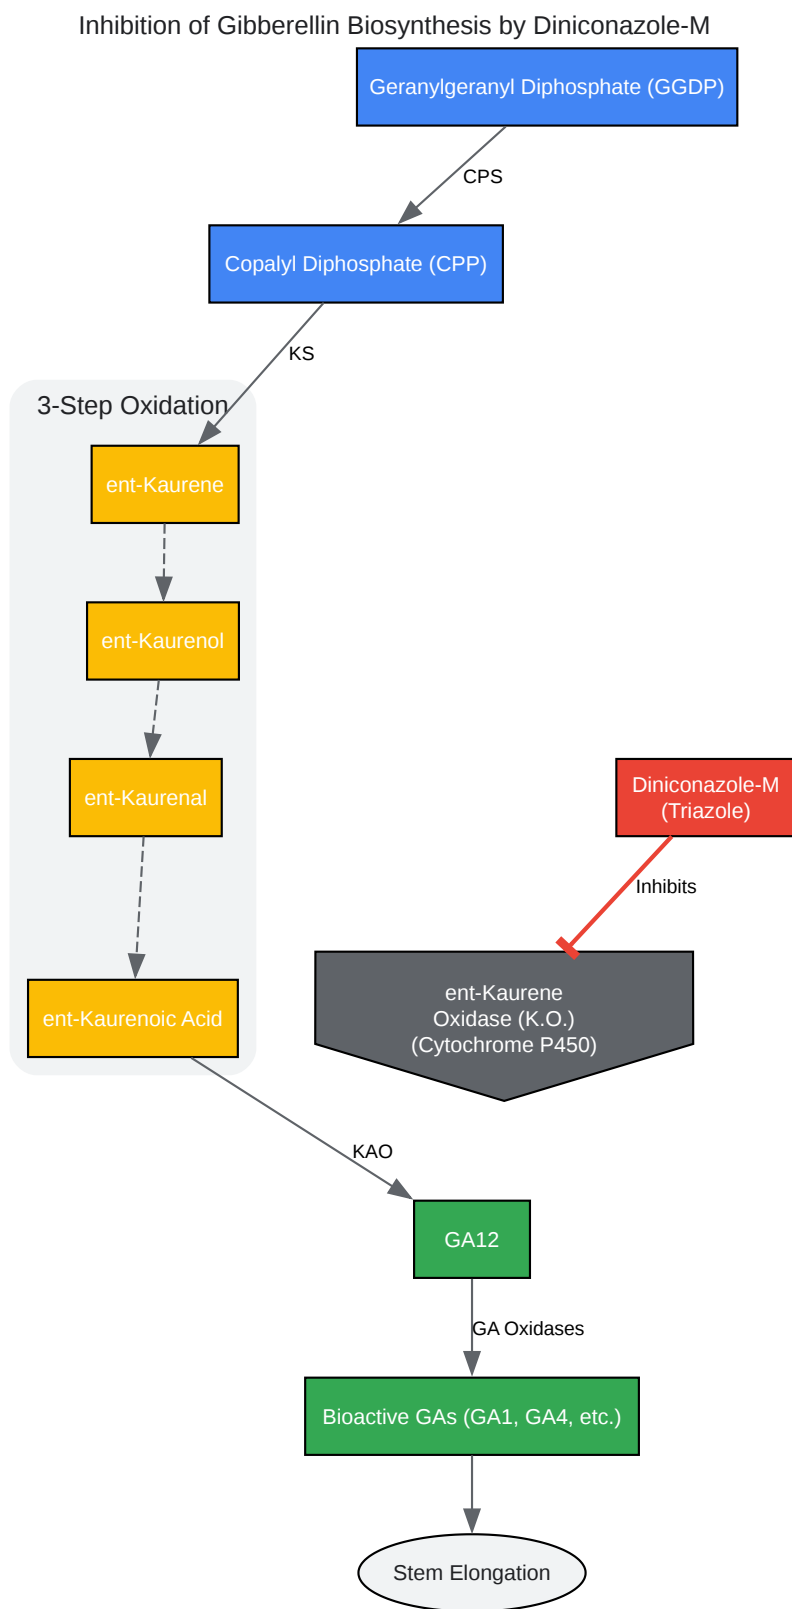 Inhibition of Gibberellin Biosynthesis by Diniconazole-M
Geranylgeranyl Diphosphate (GGDP)
CPS
Copalyl Diphosphate (CPP)
KS
3-Step Oxidation
ent-Kaurene
ent-Kaurenol
ent-Kaurenal
Diniconazole-M
(Triazole)
Inhibits
ent-Kaurene
Oxidase (K.O.)
(Cytochrome P450)
ent-Kaurenoic Acid
KAO
GA12
GA Oxidases
Bioactive GAs (GA1, GA4, etc.)
Stem Elongation